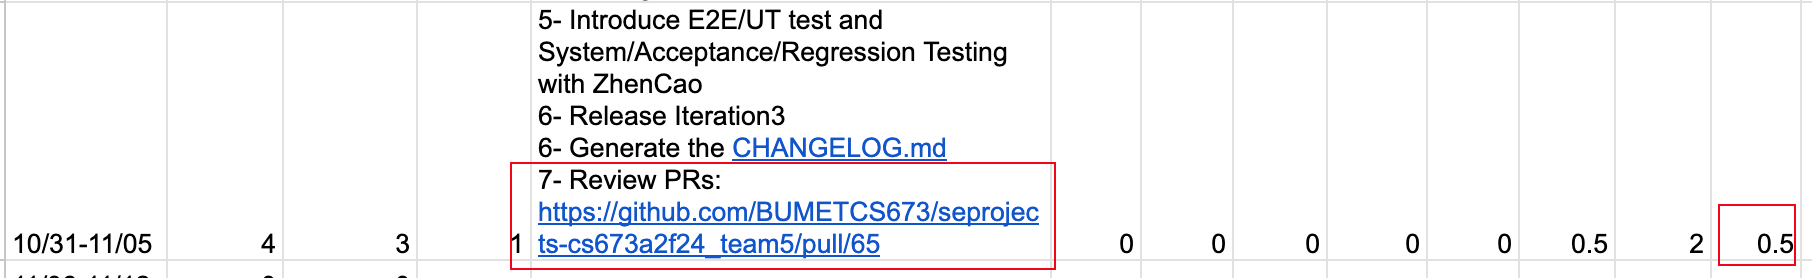 5- Introduce E2E/UT test and
System/Acceptance/Regression Testing
with ZhenCao
6- Release Iteration3
6- Generate the CHANGELOG.md
7- Review PRs:
https://github.com/BUMETCS673/seprojec
10/31-11/05 4 3 1 ts-cs673a2f24_team5/pull/65 0 0 0 0 0 0.5 2 0.5